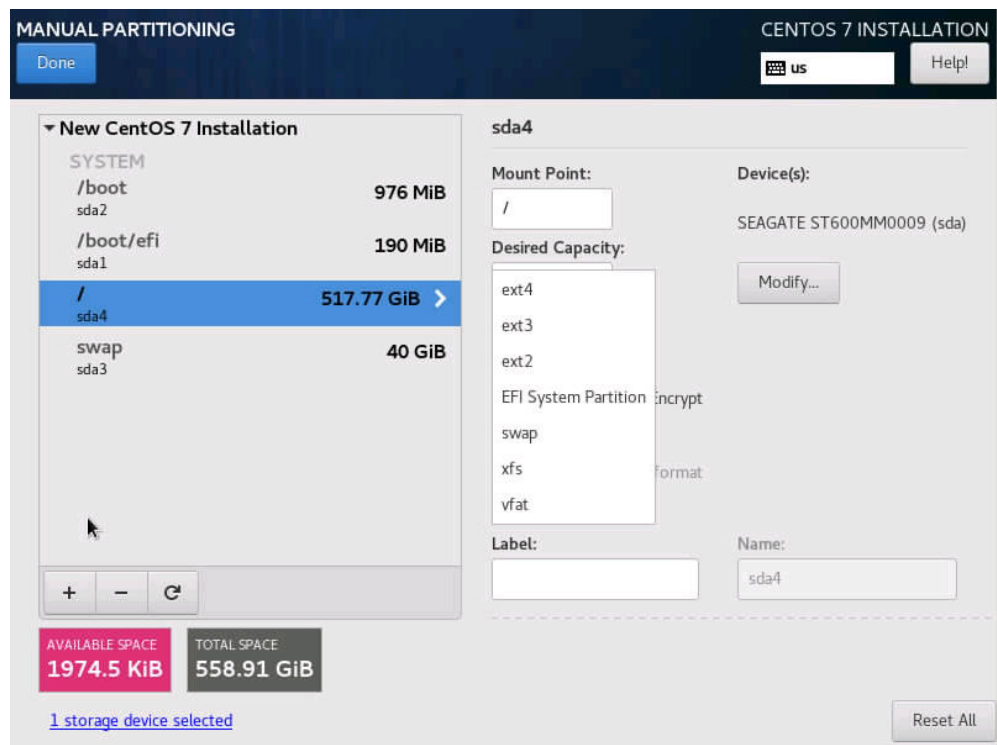 MANUAL PARTITIONING
CENTOS 7 INSTALLATION
Done
us
Help!
New CentOS 7 Installation
SYSTEM
/boot
976 MiB
sda2
/boot/efi
190 MiB
sda1
/
517.77 GiB
sda4
swap
40 GiB
sda3
+ −
AVAILABLE SPACE
1974.5 KiB
TOTAL SPACE
558.91 GiB
1 storage device selected
sda4
Mount Point:
/
Desired Capacity:
ext4
ext3
ext2
EFI System Partition
swap
xfs
vfat
Label:
Device(s):
SEAGATE ST600MM0009 (sda)
Modify...
Name:
sda4
Reset All